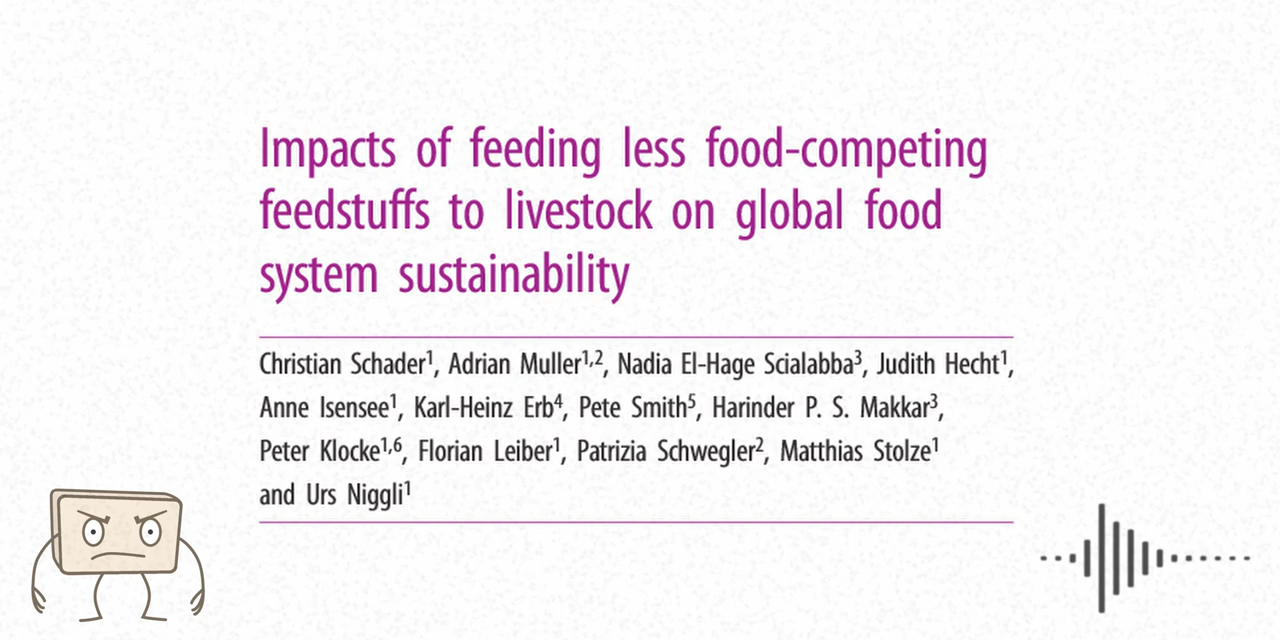 Impacts of feeding less food-competing
feedstuffs to livestock on global food
system sustainability
Christian Schader¹, Adrian Muller¹,², Nadia El-Hage Scialabba³, Judith Hecht¹,
Anne Isensee¹, Karl-Heinz Erb⁴, Pete Smith⁵, Harinder P. S. Makkar³,
Peter Klocke¹,⁶, Florian Leiber¹, Patrizia Schwegler², Matthias Stolze¹
and Urs Niggli¹